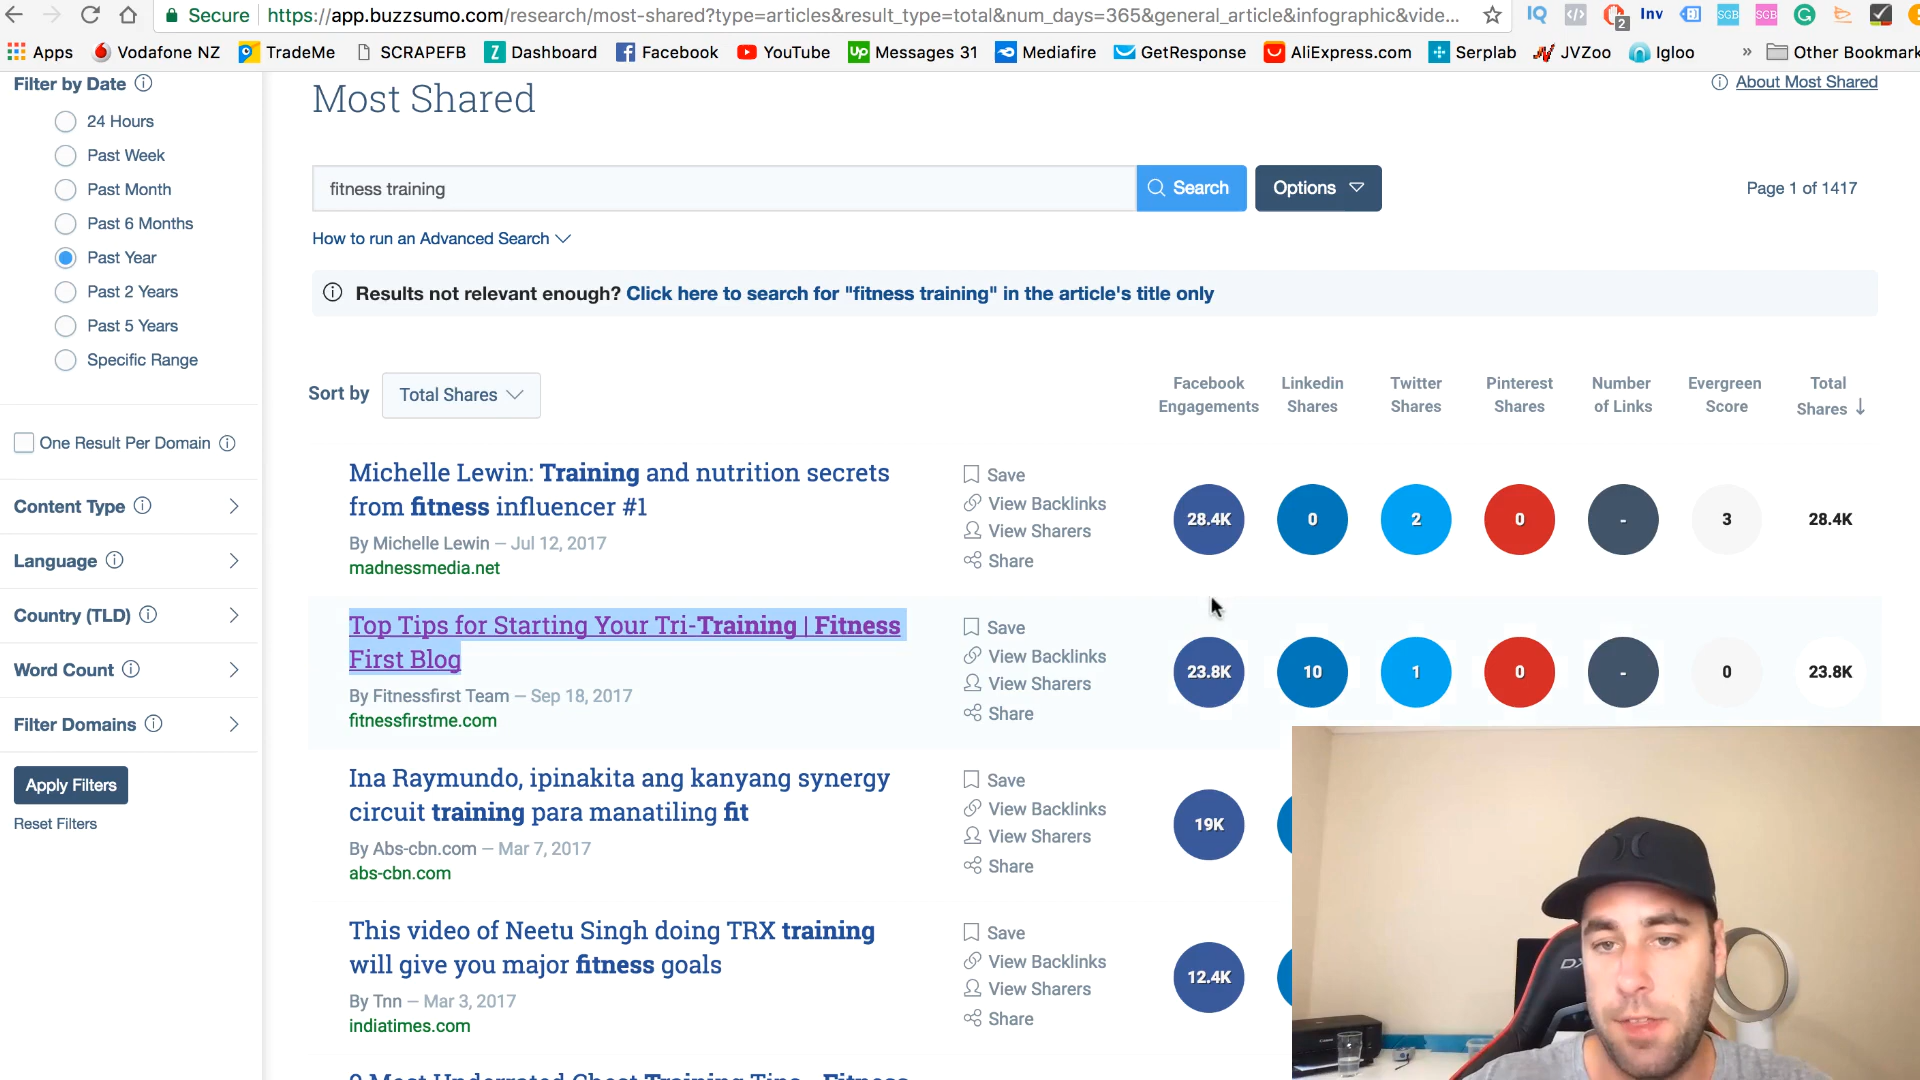 Secure https://app.buzzsumo.com/research/most-shared?type=articles&result_type=total&num_days=365&general_article&infographic&vide...
2 IQ Inv SGB SGB
Apps Vodafone NZ TradeMe SCRAPEFB Dashboard Facebook YouTube Up Messages 31 Mediafire GetResponse AliExpress.com Serplab JVZoo Igloo » Other Bookmark
Filter by Date
24 Hours
Past Week
Past Month
Past 6 Months
Past Year
Past 2 Years
Past 5 Years
Specific Range
One Result Per Domain
Content Type
Language
Country (TLD)
Word Count
Filter Domains
Apply Filters
Reset Filters
Most Shared
About Most Shared
fitness training
Search
Options
Page 1 of 1417
How to run an Advanced Search
Results not relevant enough? Click here to search for "fitness training" in the article's title only
Sort by Total Shares
Facebook Engagements
Linkedin Shares
Twitter Shares
Pinterest Shares
Number of Links
Evergreen Score
Total Shares
Michelle Lewin: Training and nutrition secrets
from fitness influencer #1
By Michelle Lewin – Jul 12, 2017
madnessmedia.net
Save
View Backlinks
View Sharers
Share
28.4K 0 2 0 - 3 28.4K
Top Tips for Starting Your Tri-Training | Fitness
First Blog
By Fitnessfirst Team – Sep 18, 2017
fitnessfirstme.com
Save
View Backlinks
View Sharers
Share
23.8K 10 1 0 - 0 23.8K
Ina Raymundo, ipinakita ang kanyang synergy
circuit training para manatiling fit
By Abs-cbn.com – Mar 7, 2017
abs-cbn.com
Save
View Backlinks
View Sharers
Share
19K
This video of Neetu Singh doing TRX training
will give you major fitness goals
By Tnn – Mar 3, 2017
indiatimes.com
Save
View Backlinks
View Sharers
Share
12.4K
9 Most Underrated Chest Training Tips - Fitness